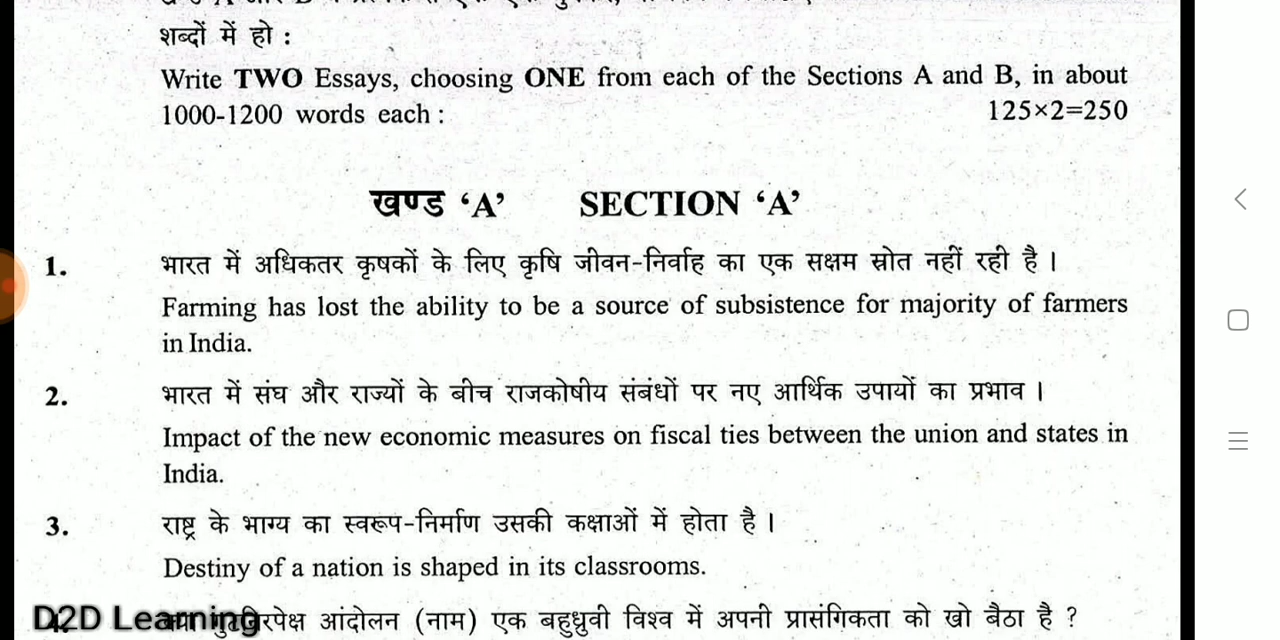 शब्दों में हो :
Write TWO Essays, choosing ONE from each of the Sections A and B, in about
1000-1200 words each : 125×2=250
खण्ड ‘A’ SECTION ‘A’
1. भारत में अधिकतर कृषकों के लिए कृषि जीवन-निर्वाह का एक सक्षम स्रोत नहीं रही है ।
Farming has lost the ability to be a source of subsistence for majority of farmers
in India.
2. भारत में संघ और राज्यों के बीच राजकोषीय संबंधों पर नए आर्थिक उपायों का प्रभाव ।
Impact of the new economic measures on fiscal ties between the union and states in
India.
3. राष्ट्र के भाग्य का स्वरूप-निर्माण उसकी कक्षाओं में होता है ।
Destiny of a nation is shaped in its classrooms.
आंदोलन (नाम) एक बहुध्रुवी विश्व में अपनी प्रासंगिकता को खो बैठा है ?
D2D Learning